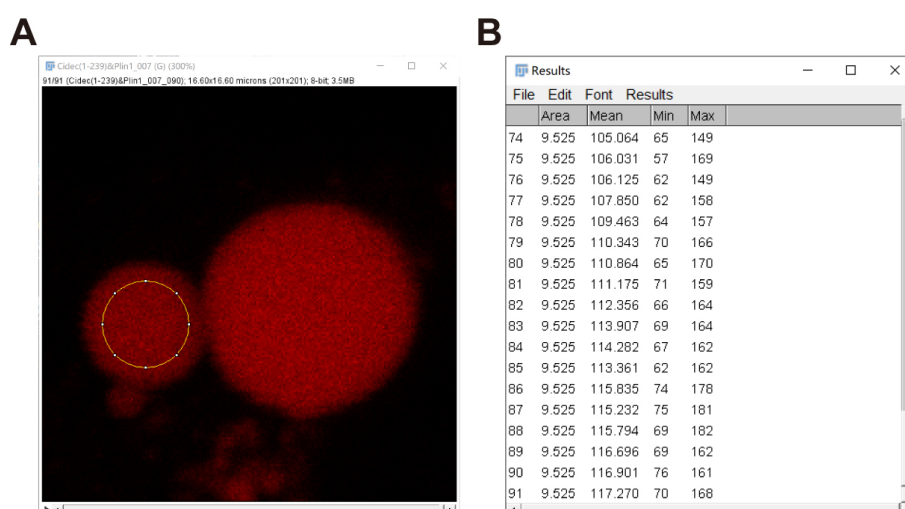 A
Cidec(1-239)&Plin1_007 (G) (300%)
91/91 (Cidec(1-239)&Plin1_007_090); 16.60x16.60 microns (201x201); 8-bit; 3.5MB
B
Results
File Edit Font Results
Area Mean Min Max
74 9.525 105.064 65 149
75 9.525 106.031 57 169
76 9.525 106.125 62 149
77 9.525 107.850 62 158
78 9.525 109.463 64 157
79 9.525 110.343 70 166
80 9.525 110.864 65 170
81 9.525 111.175 71 159
82 9.525 112.356 66 164
83 9.525 113.907 69 164
84 9.525 114.282 67 162
85 9.525 113.361 62 162
86 9.525 115.835 74 178
87 9.525 115.232 75 181
88 9.525 115.794 69 182
89 9.525 116.696 69 162
90 9.525 116.901 76 161
91 9.525 117.270 70 168